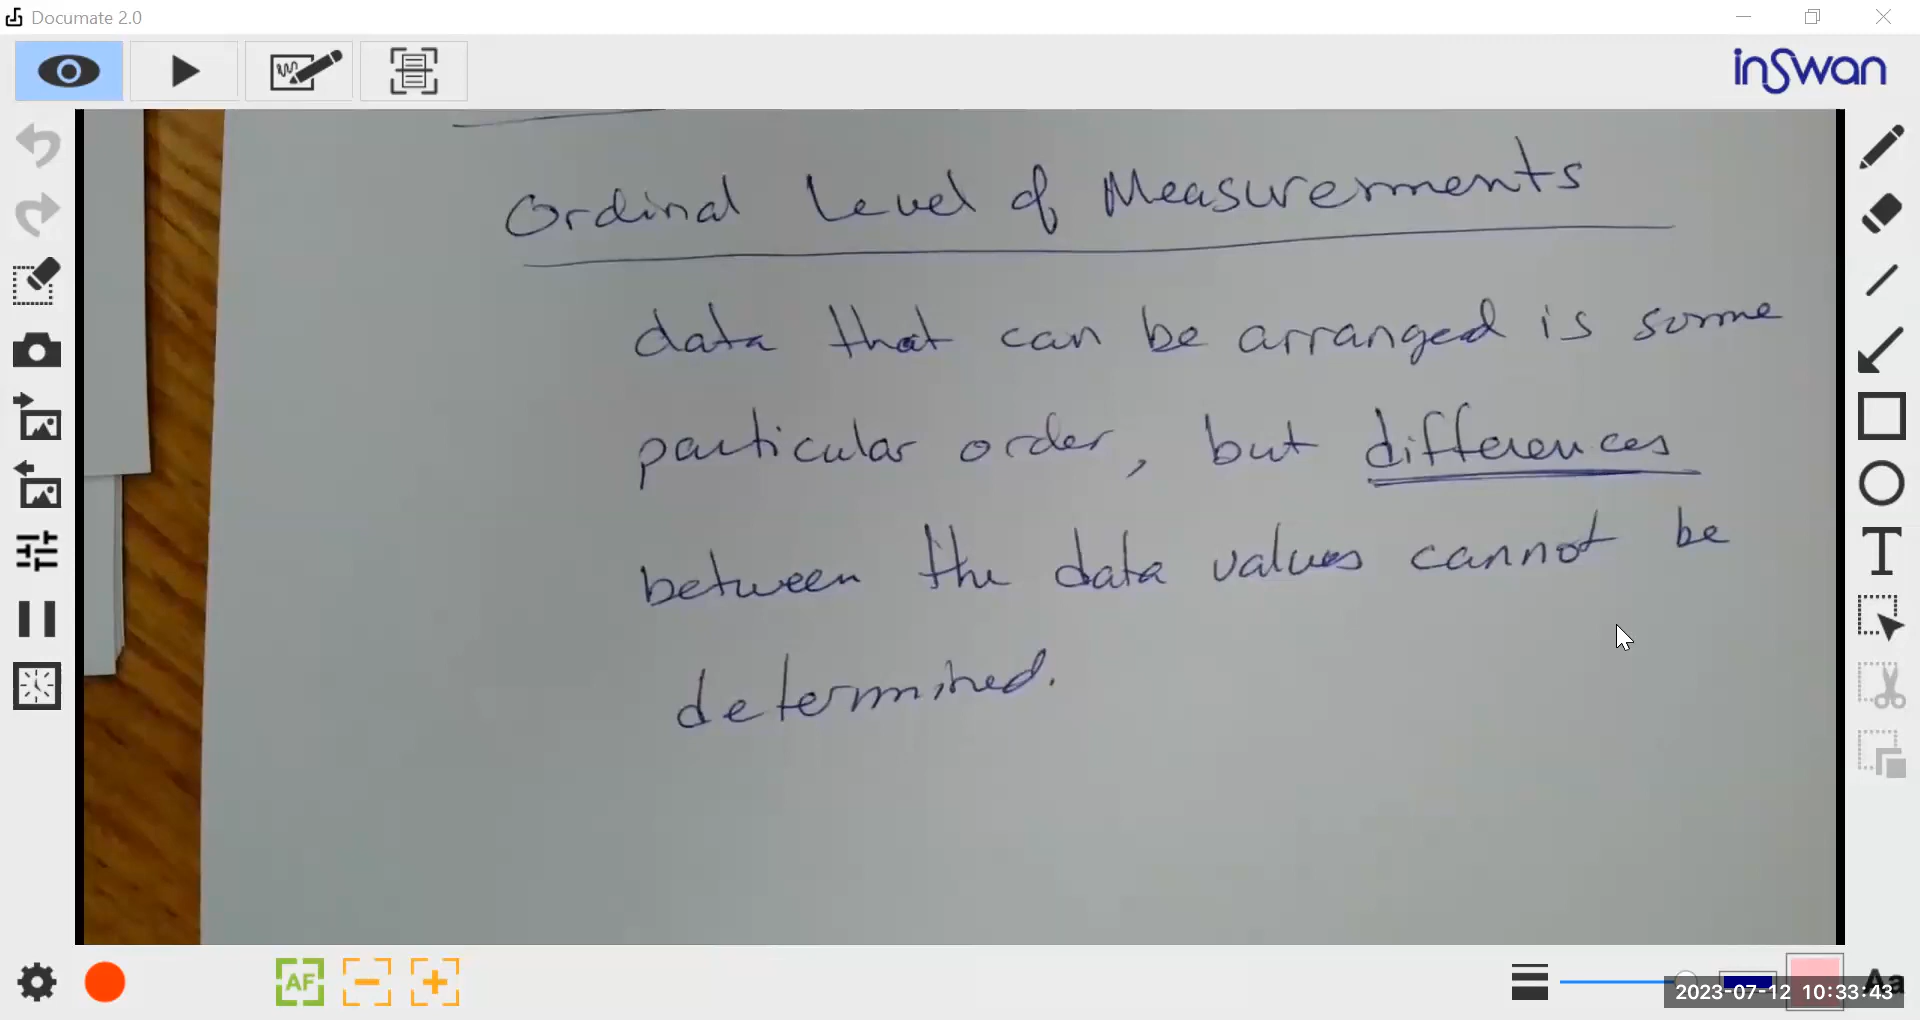 Documate 2.0
inSwan
Ordinal Level of Measurements
data that can be arranged is some
particular order, but differences
between the data values cannot be
determined.
AF
T
Aa
2023-07-12 10:33:43